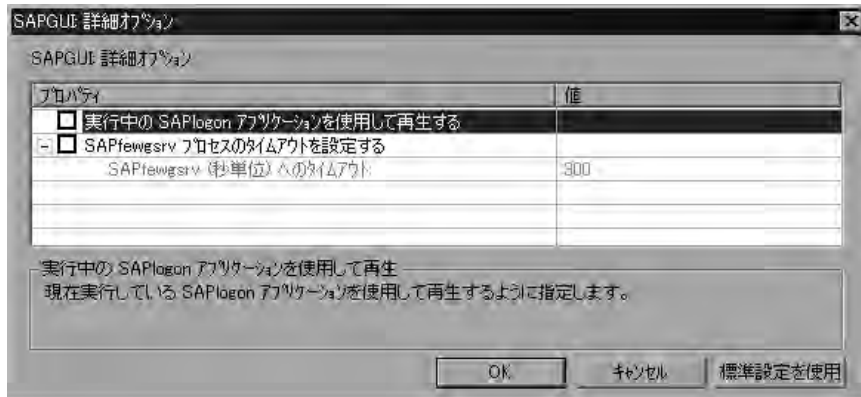 SAPGUI 詳細オプション
SAPGUI 詳細オプション
プロパティ 値
実行中の SAPlogon アプリケーションを使用して再生する
SAPfewgsrv プロセスのタイムアウトを設定する
SAPfewgsrv (秒単位) へのタイムアウト 300
実行中の SAPlogon アプリケーションを使用して再生
現在実行している SAPlogon アプリケーションを使用して再生するように指定します。
OK キャンセル 標準設定を使用